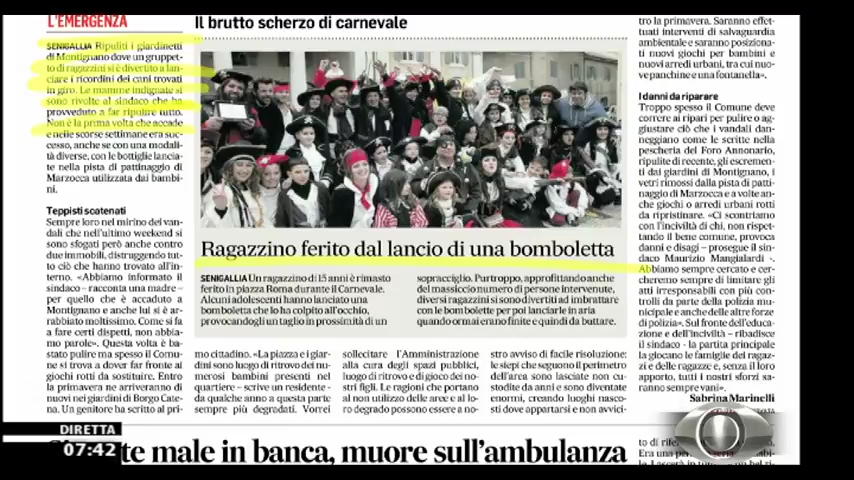 L'EMERGENZA
SENIGALLIA Ripuliti i giardinetti
di Montignano dove un gruppet-
to di ragazzini si è divertito a lan-
ciare i ricordini dei cani trovati
in giro. Le mamme indignate si
sono rivolte al sindaco che ha
provveduto a far ripulire tutto.
Non è la prima volta che accade
e nelle scorse settimane era suc-
cesso, anche se con una modali-
tà diverse, con le bottiglie lancia-
te nella pista di pattinaggio di
Marzocca utilizzata dai bambi-
ni.
Teppisti scatenati
Sempre loro nel mirino dei van-
dali che nell'ultimo weekend si
sono sfogati però anche contro
due immobili, distruggendo tut-
to ciò che hanno trovato all'in-
terno. «Abbiamo informato il
sindaco - racconta una madre -
per quello che è accaduto a
Montignano e anche lui si è ar-
rabbiato moltissimo. Come si fa
a fare certi dispetti, non abbia-
mo parole». Questa volta è ba-
stato pulire ma spesso il Comu-
ne si trova a dover far fronte ai
giochi rotti da sostituire. Entro
la primavera ne arriveranno di
nuovi nei giardini di Borgo Cate-
na. Un genitore ha scritto al pri-
Il brutto scherzo di carnevale
Ragazzino ferito dal lancio di una bomboletta
SENIGALLIA Un ragazzino di 15 anni è rimasto
ferito in piazza Roma durante il Carnevale.
Alcuni adolescenti hanno lanciato una
bomboletta che lo ha colpito all'occhio,
provocandogli un taglio in prossimità di un
sopracciglio. Purtroppo, approfittando anche
del massiccio numero di persone intervenute,
diversi ragazzini si sono divertiti ad imbrattare
con le bombolette per poi lanciarle in aria
quando ormai erano finite e quindi da buttare.
mo cittadino. «La piazza e i giar-
dini sono luogo di ritrovo dei nu-
merosi bambini presenti nel
quartiere - scrive un residente -
da qualche anno a questa parte
sempre più degradati. Vorrei
sollecitare l'Amministrazione
alla cura degli spazi pubblici,
luogo di ritrovo e di gioco dei no-
stri figli. Le ragioni che portano
al non utilizzo delle aree e al lo-
ro degrado possono essere a no-
stro avviso di facile risoluzione:
le siepi che seguono il perimetro
dell'area sono lasciate non cu-
stodite da anni e sono diventate
enormi, creando luoghi nasco-
sti dove appartarsi e non avvici-
tro la primavera. Saranno effet-
tuati interventi di salvaguardia
ambientale e saranno posiziona-
ti nuovi giochi per bambini e
nuovi arredi urbani, tra cui nuo-
ve panchine e una fontanella».
I danni da riparare
Troppo spesso il Comune deve
correre ai ripari per pulire o ag-
giustare ciò che i vandali dan-
neggiano come le scritte nella
pescheria del Foro Annonario,
ripulite di recente, gli escremen-
ti dai giardini di Montignano, i
vetri rimossi dalla pista di patti-
naggio di Marzocca e a volte an-
che giochi o arredi urbani rotti
da ripristinare. «Ci scontriamo
con l'inciviltà di chi, non rispet-
tando il bene comune, provoca
danni e disagi – prosegue il sin-
daco Maurizio Mangialardi -.
Abbiamo sempre cercato e cer-
cheremo sempre di limitare gli
atti irresponsabili con più con-
trolli da parte della polizia muni-
cipale e anche delle altre forze
di polizia». Sul fronte dell'educa-
zione e dell'inciviltà – ribadisce
il sindaco - la partita principale
la giocano le famiglie dei ragaz-
zi e delle ragazze e, senza il loro
apporto, tutti i nostri sforzi sa-
ranno sempre vani».
Sabrina Marinelli
te male in banca, muore sull'ambulanza
DIRETTA
07:42